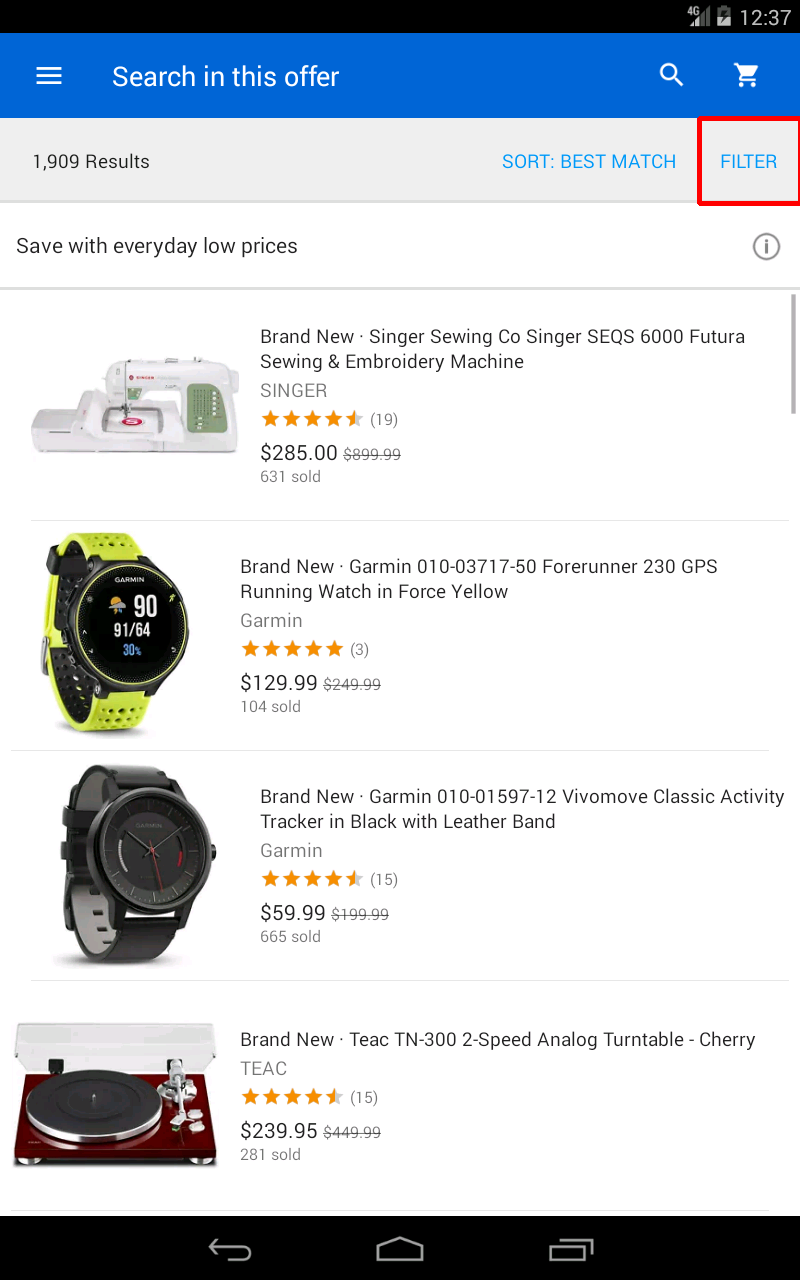 4G 12:37
Search in this offer
1,909 Results SORT: BEST MATCH FILTER
Save with everyday low prices
Brand New · Singer Sewing Co Singer SEQS 6000 Futura
Sewing & Embroidery Machine
SINGER
(19)
$285.00 $899.99
631 sold
Brand New · Garmin 010-03717-50 Forerunner 230 GPS
Running Watch in Force Yellow
Garmin
(3)
$129.99 $249.99
104 sold
GARMIN
90
91/64
30%
Brand New · Garmin 010-01597-12 Vivomove Classic Activity
Tracker in Black with Leather Band
Garmin
(15)
$59.99 $199.99
665 sold
GARMIN
Brand New · Teac TN-300 2-Speed Analog Turntable - Cherry
TEAC
(15)
$239.95 $449.99
281 sold